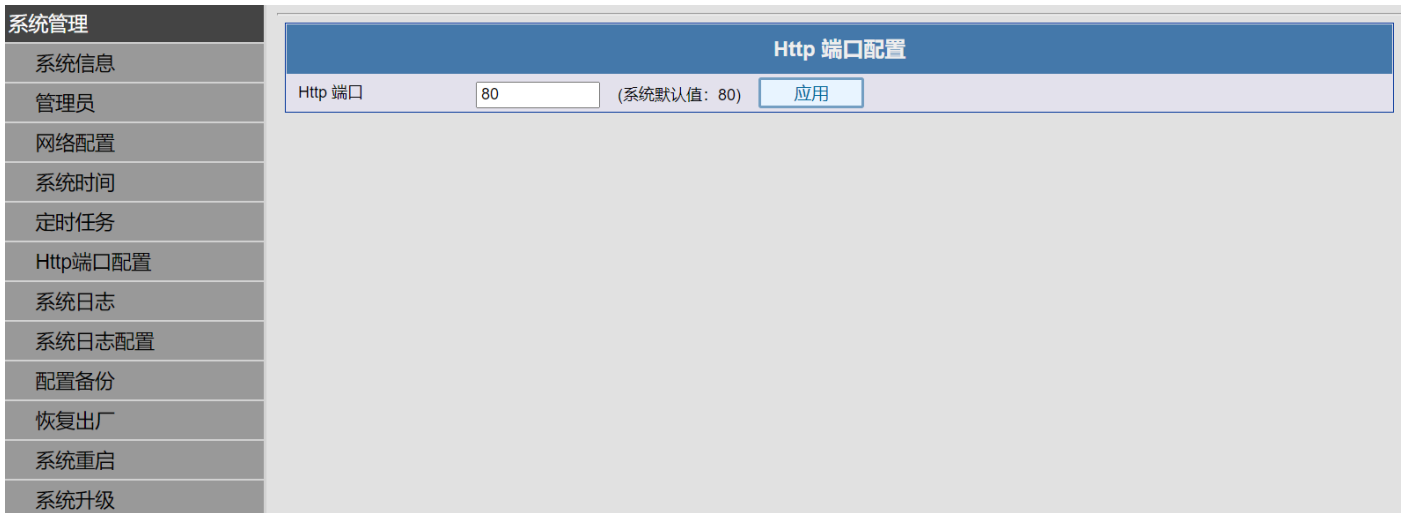 系统管理
系统信息
管理员
网络配置
系统时间
定时任务
Http端口配置
系统日志
系统日志配置
配置备份
恢复出厂
系统重启
系统升级
Http 端口配置
Http 端口 80 (系统默认值：80) 应用